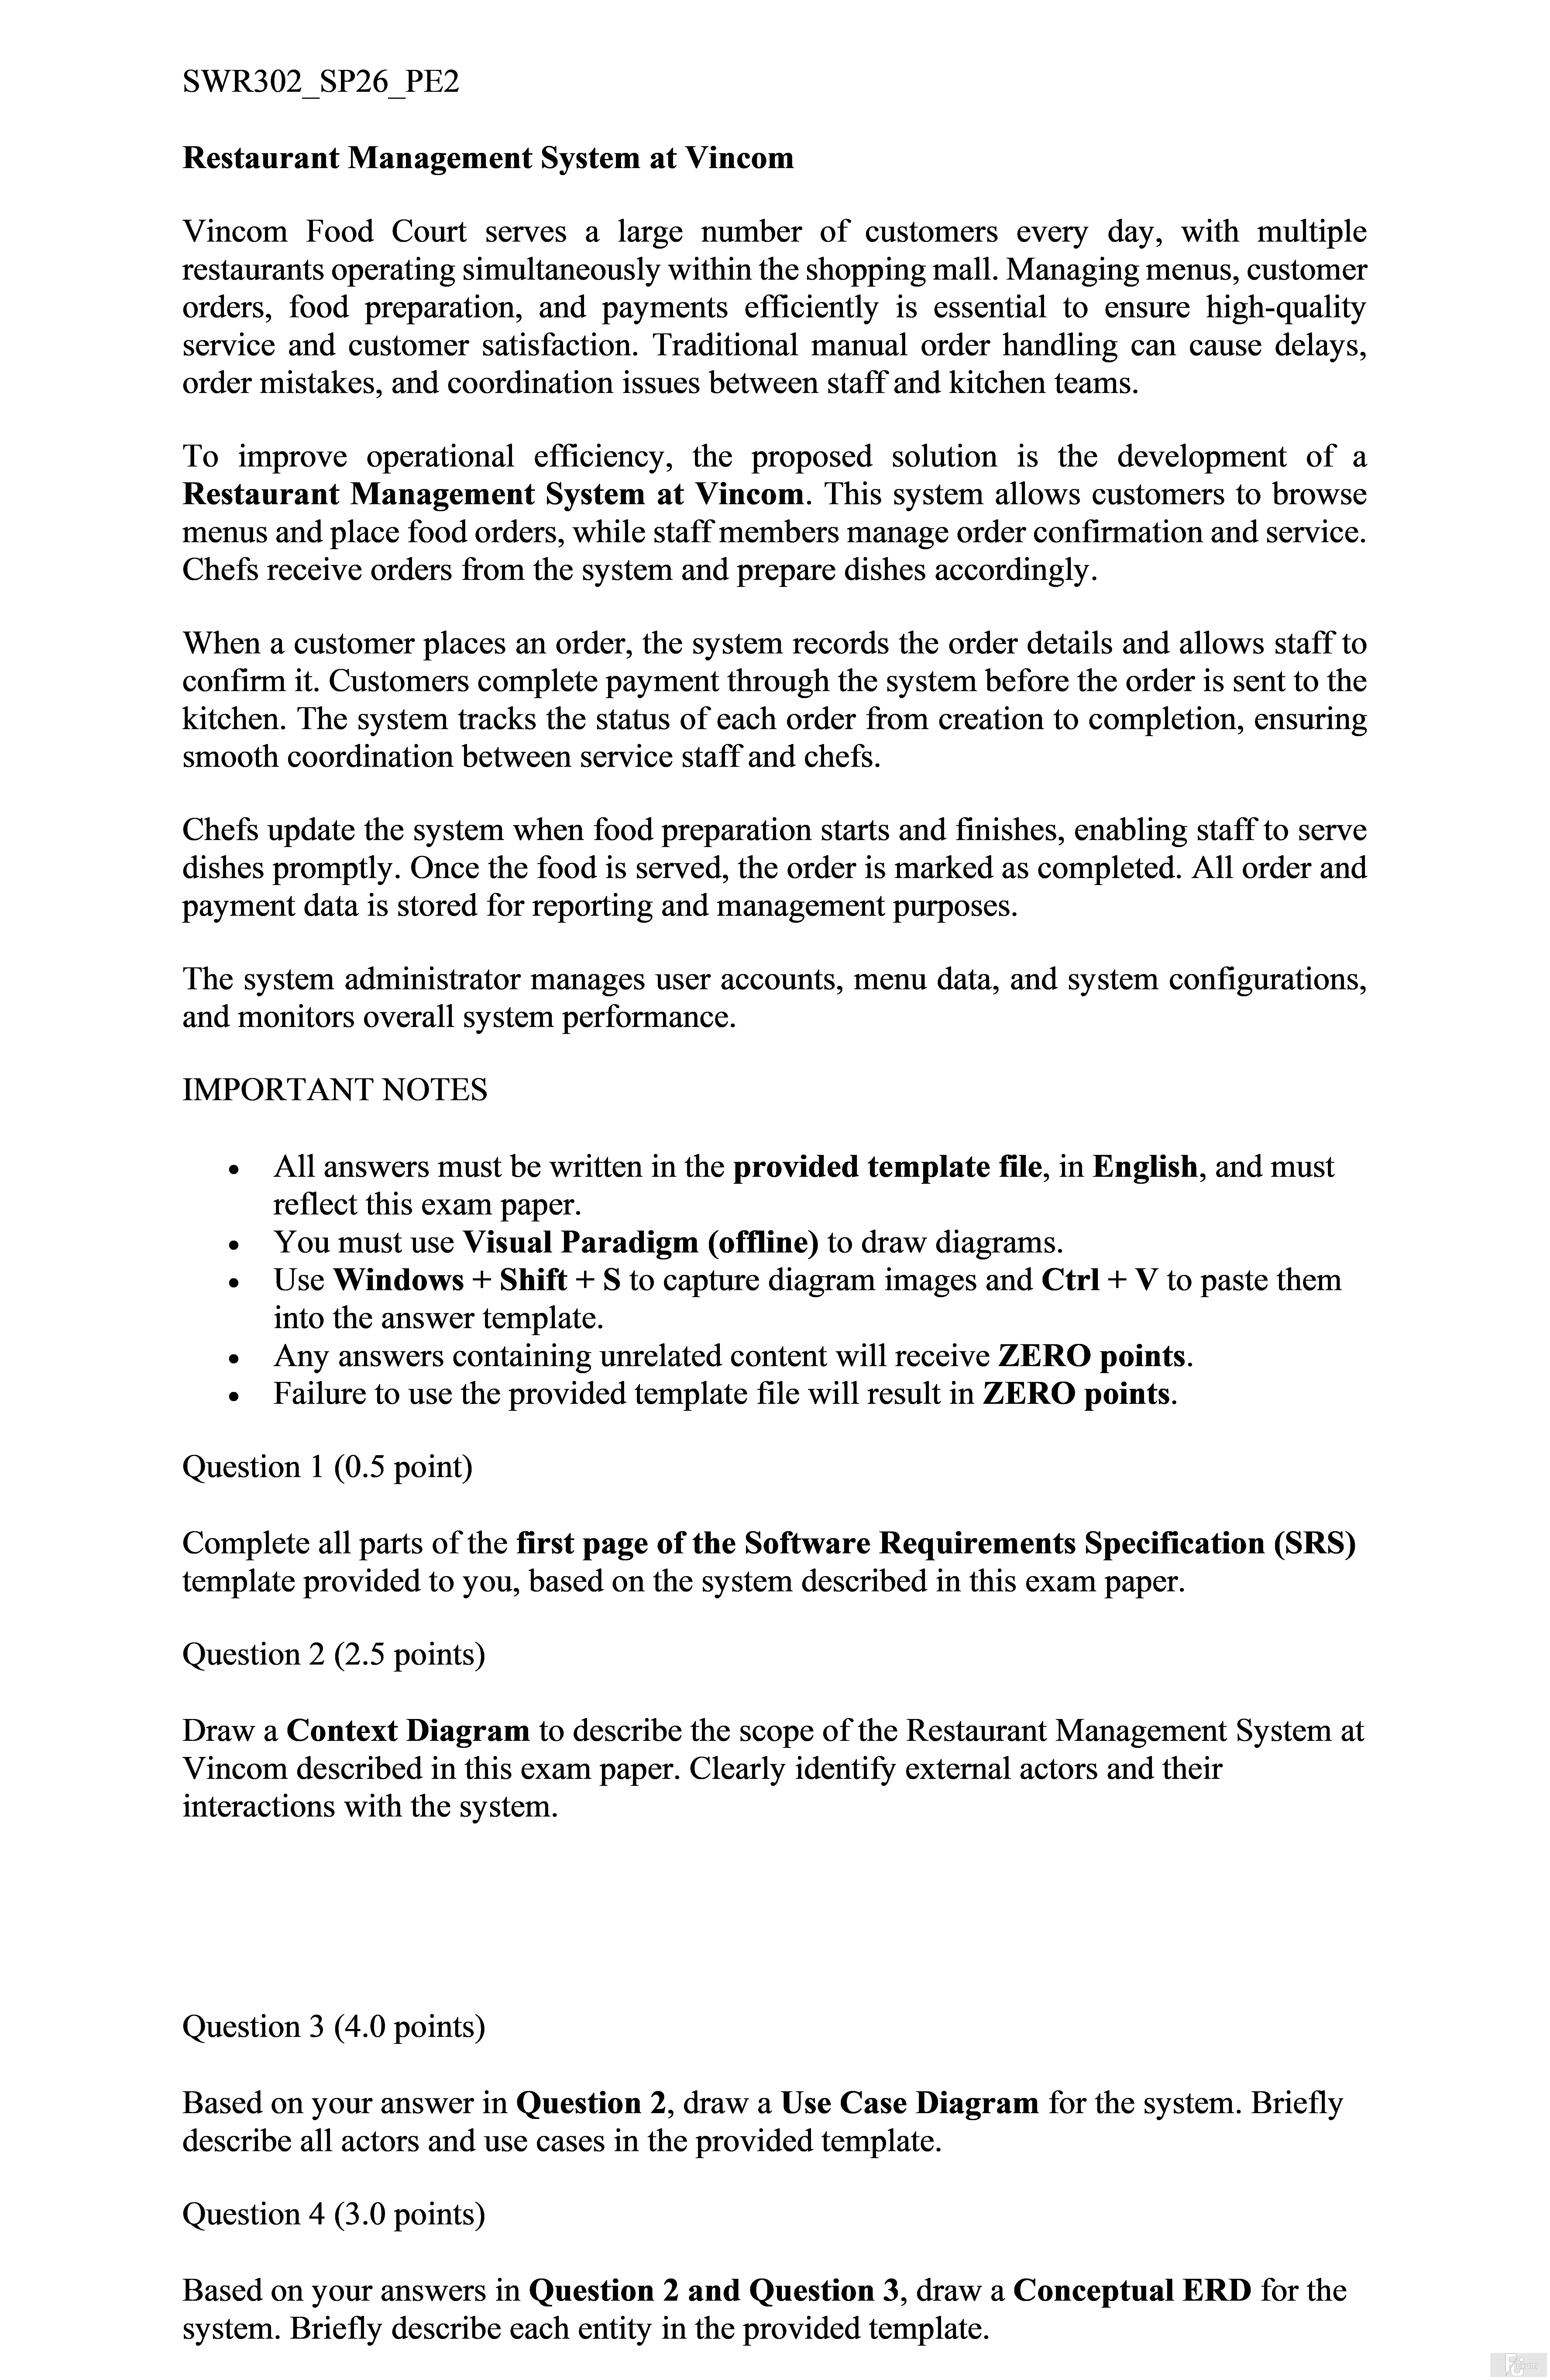 SWR302_SP26_PE2
Restaurant Management System at Vincom
Vincom Food Court serves a large number of customers every day, with multiple
restaurants operating simultaneously within the shopping mall. Managing menus, customer
orders, food preparation, and payments efficiently is essential to ensure high-quality
service and customer satisfaction. Traditional manual order handling can cause delays,
order mistakes, and coordination issues between staff and kitchen teams.
To improve operational efficiency, the proposed solution is the development of a
Restaurant Management System at Vincom. This system allows customers to browse
menus and place food orders, while staff members manage order confirmation and service.
Chefs receive orders from the system and prepare dishes accordingly.
When a customer places an order, the system records the order details and allows staff to
confirm it. Customers complete payment through the system before the order is sent to the
kitchen. The system tracks the status of each order from creation to completion, ensuring
smooth coordination between service staff and chefs.
Chefs update the system when food preparation starts and finishes, enabling staff to serve
dishes promptly. Once the food is served, the order is marked as completed. All order and
payment data is stored for reporting and management purposes.
The system administrator manages user accounts, menu data, and system configurations,
and monitors overall system performance.
IMPORTANT NOTES
• All answers must be written in the provided template file, in English, and must
reflect this exam paper.
• You must use Visual Paradigm (offline) to draw diagrams.
• Use Windows + Shift + S to capture diagram images and Ctrl + V to paste them
into the answer template.
• Any answers containing unrelated content will receive ZERO points.
• Failure to use the provided template file will result in ZERO points.
Question 1 (0.5 point)
Complete all parts of the first page of the Software Requirements Specification (SRS)
template provided to you, based on the system described in this exam paper.
Question 2 (2.5 points)
Draw a Context Diagram to describe the scope of the Restaurant Management System at
Vincom described in this exam paper. Clearly identify external actors and their
interactions with the system.
Question 3 (4.0 points)
Based on your answer in Question 2, draw a Use Case Diagram for the system. Briefly
describe all actors and use cases in the provided template.
Question 4 (3.0 points)
Based on your answers in Question 2 and Question 3, draw a Conceptual ERD for the
system. Briefly describe each entity in the provided template.